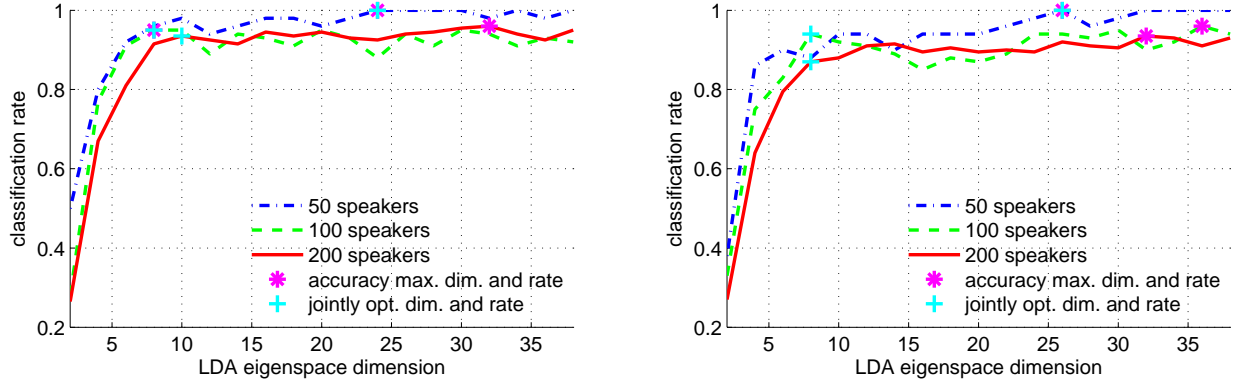 1
0.8
0.6
0.4
0.2
classification rate
50 speakers
100 speakers
200 speakers
accuracy max. dim. and rate
jointly opt. dim. and rate
5 10 15 20 25 30 35
LDA eigenspace dimension
1
0.8
0.6
0.4
0.2
classification rate
50 speakers
100 speakers
200 speakers
accuracy max. dim. and rate
jointly opt. dim. and rate
5 10 15 20 25 30 35
LDA eigenspace dimension